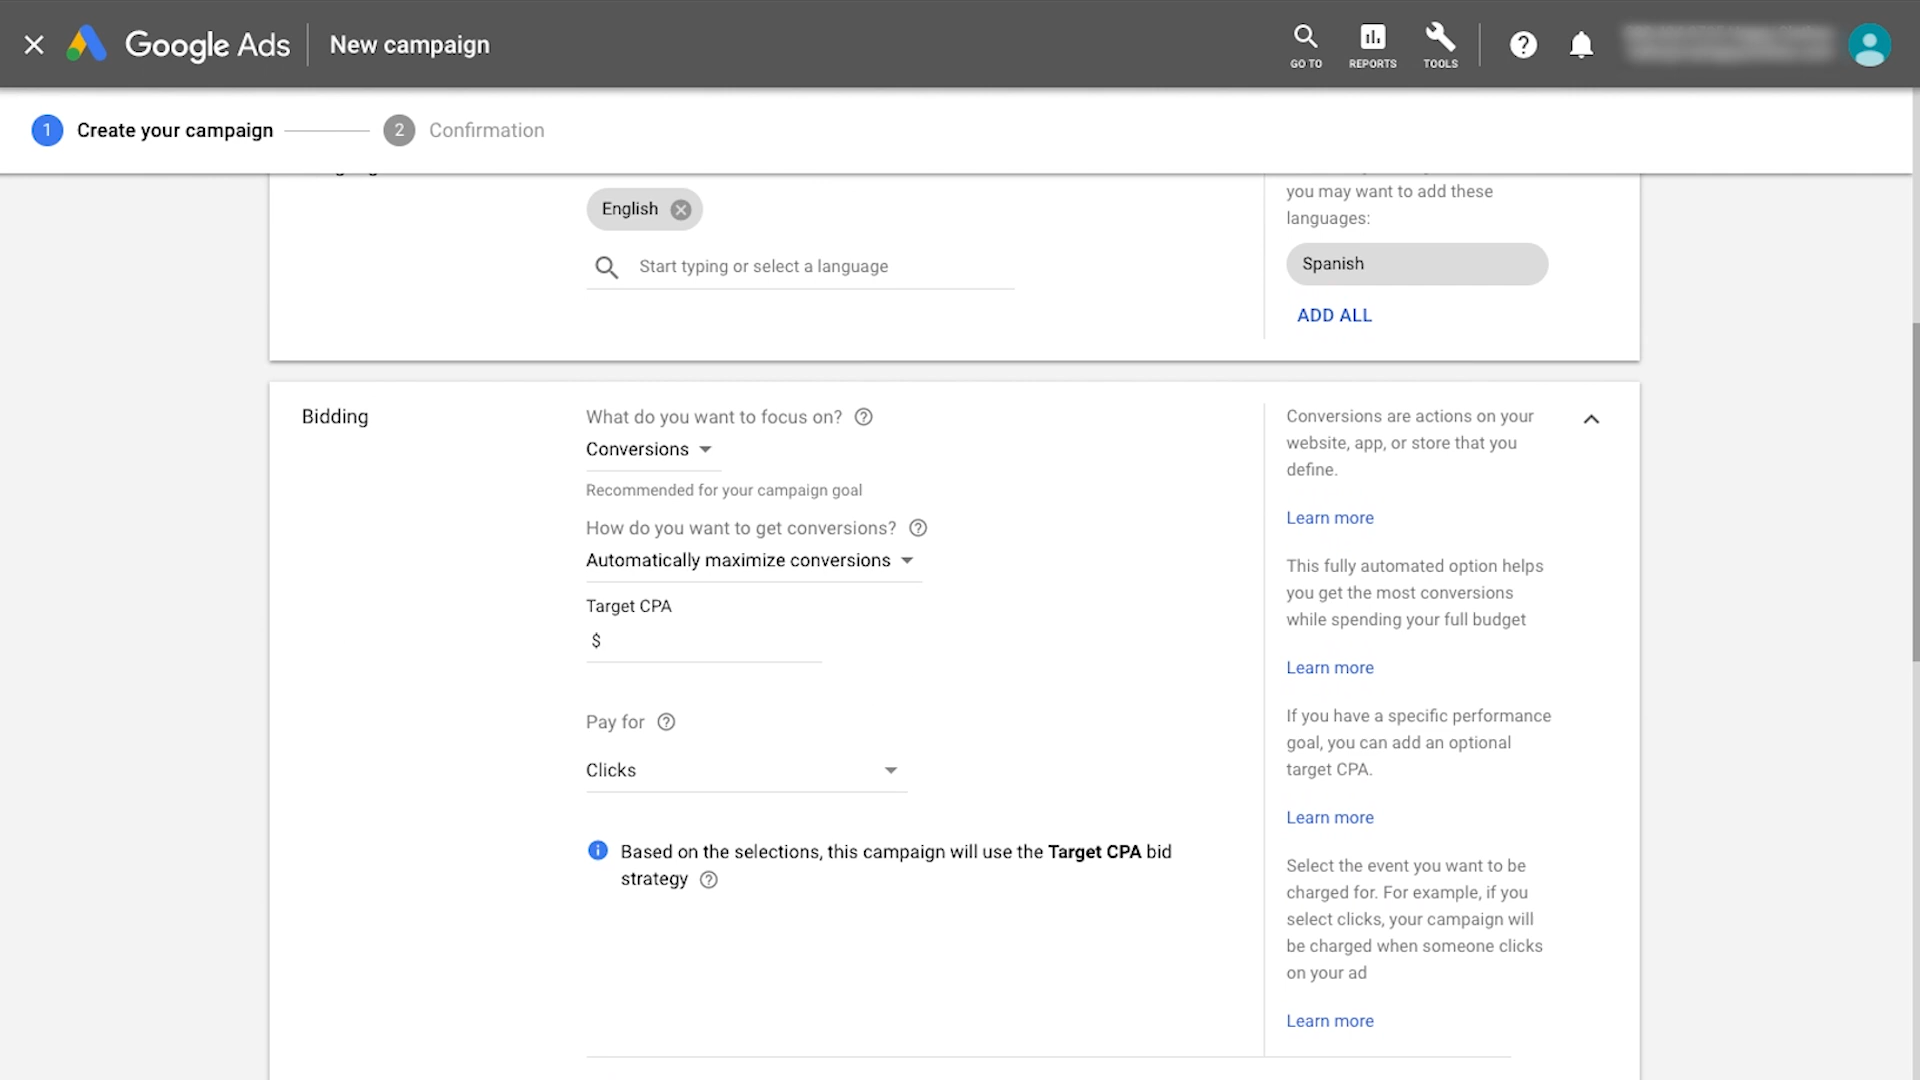 Google Ads
New campaign
GO TO
REPORTS
TOOLS
1 Create your campaign
2 Confirmation
English
Start typing or select a language
you may want to add these
languages:
Spanish
ADD ALL
Bidding
What do you want to focus on?
Conversions
Recommended for your campaign goal
How do you want to get conversions?
Automatically maximize conversions
Target CPA
$
Pay for
Clicks
Based on the selections, this campaign will use the Target CPA bid
strategy
Conversions are actions on your
website, app, or store that you
define.
Learn more
This fully automated option helps
you get the most conversions
while spending your full budget
Learn more
If you have a specific performance
goal, you can add an optional
target CPA.
Learn more
Select the event you want to be
charged for. For example, if you
select clicks, your campaign will
be charged when someone clicks
on your ad
Learn more